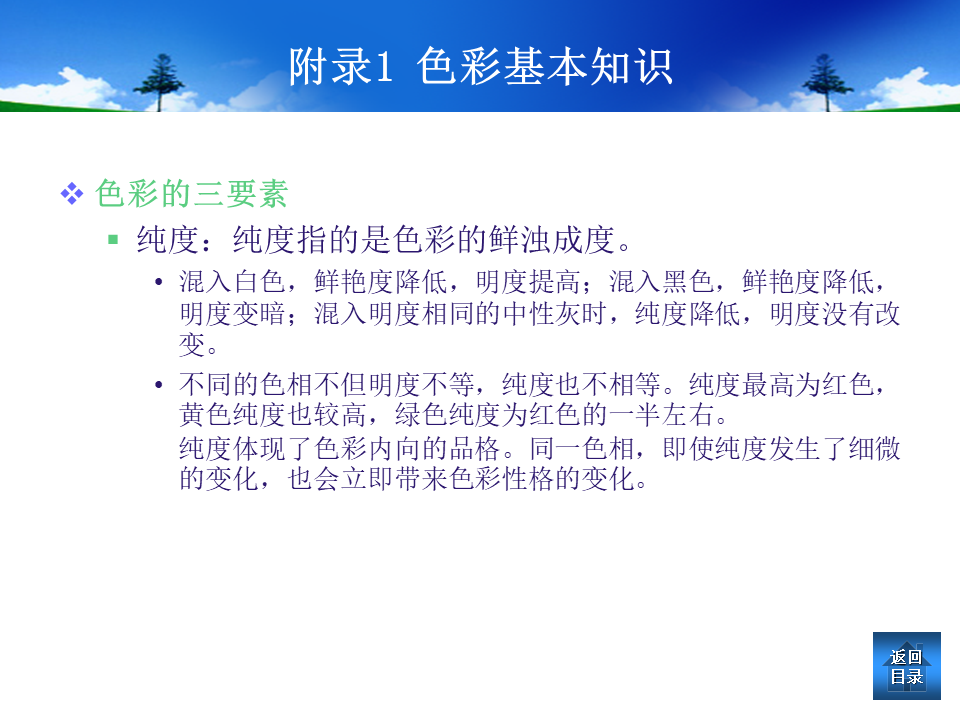 附录1 色彩基本知识
色彩的三要素
纯度：纯度指的是色彩的鲜浊成度。
混入白色，鲜艳度降低，明度提高；混入黑色，鲜艳度降低，
明度变暗；混入明度相同的中性灰时，纯度降低，明度没有改
变。
不同的色相不但明度不等，纯度也不相等。纯度最高为红色，
黄色纯度也较高，绿色纯度为红色的一半左右。
纯度体现了色彩内向的品格。同一色相，即使纯度发生了细微
的变化，也会立即带来色彩性格的变化。
返回
目录